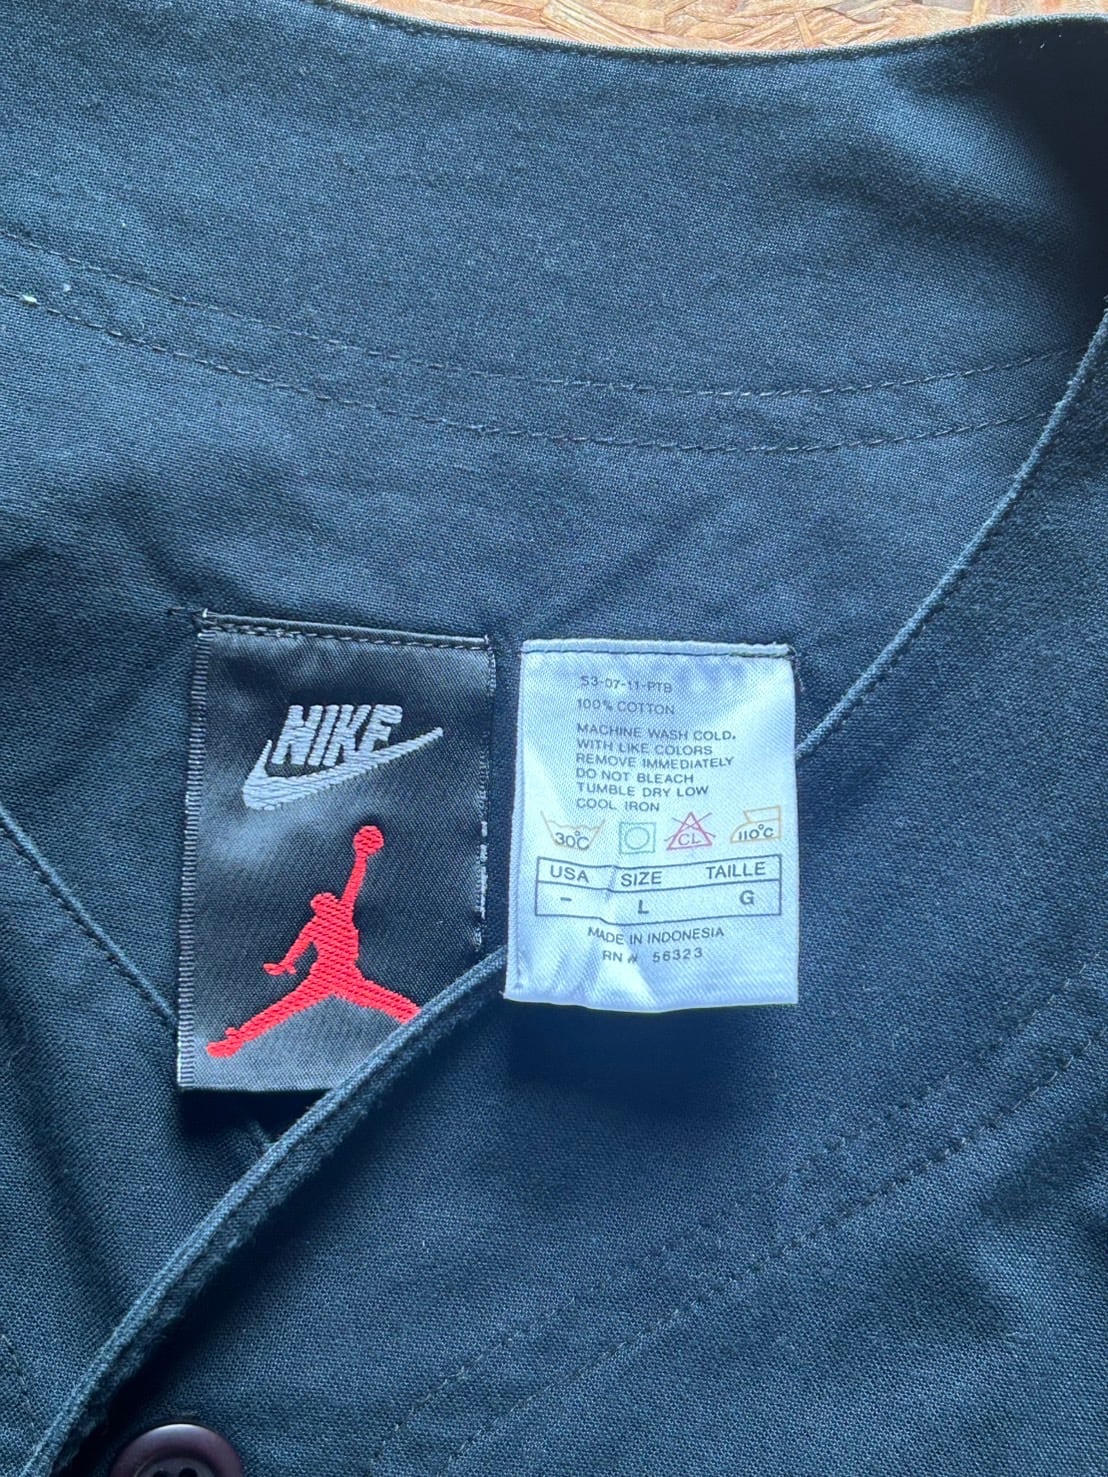 NIKE
S3-07-11-PTB
100% COTTON
MACHINE WASH COLD.
WITH LIKE COLORS
REMOVE IMMEDIATELY
DO NOT BLEACH
TUMBLE DRY LOW
COOL IRON
30°C CL 110°C
USA SIZE TAILLE
- L G
MADE IN INDONESIA
RN # 56323